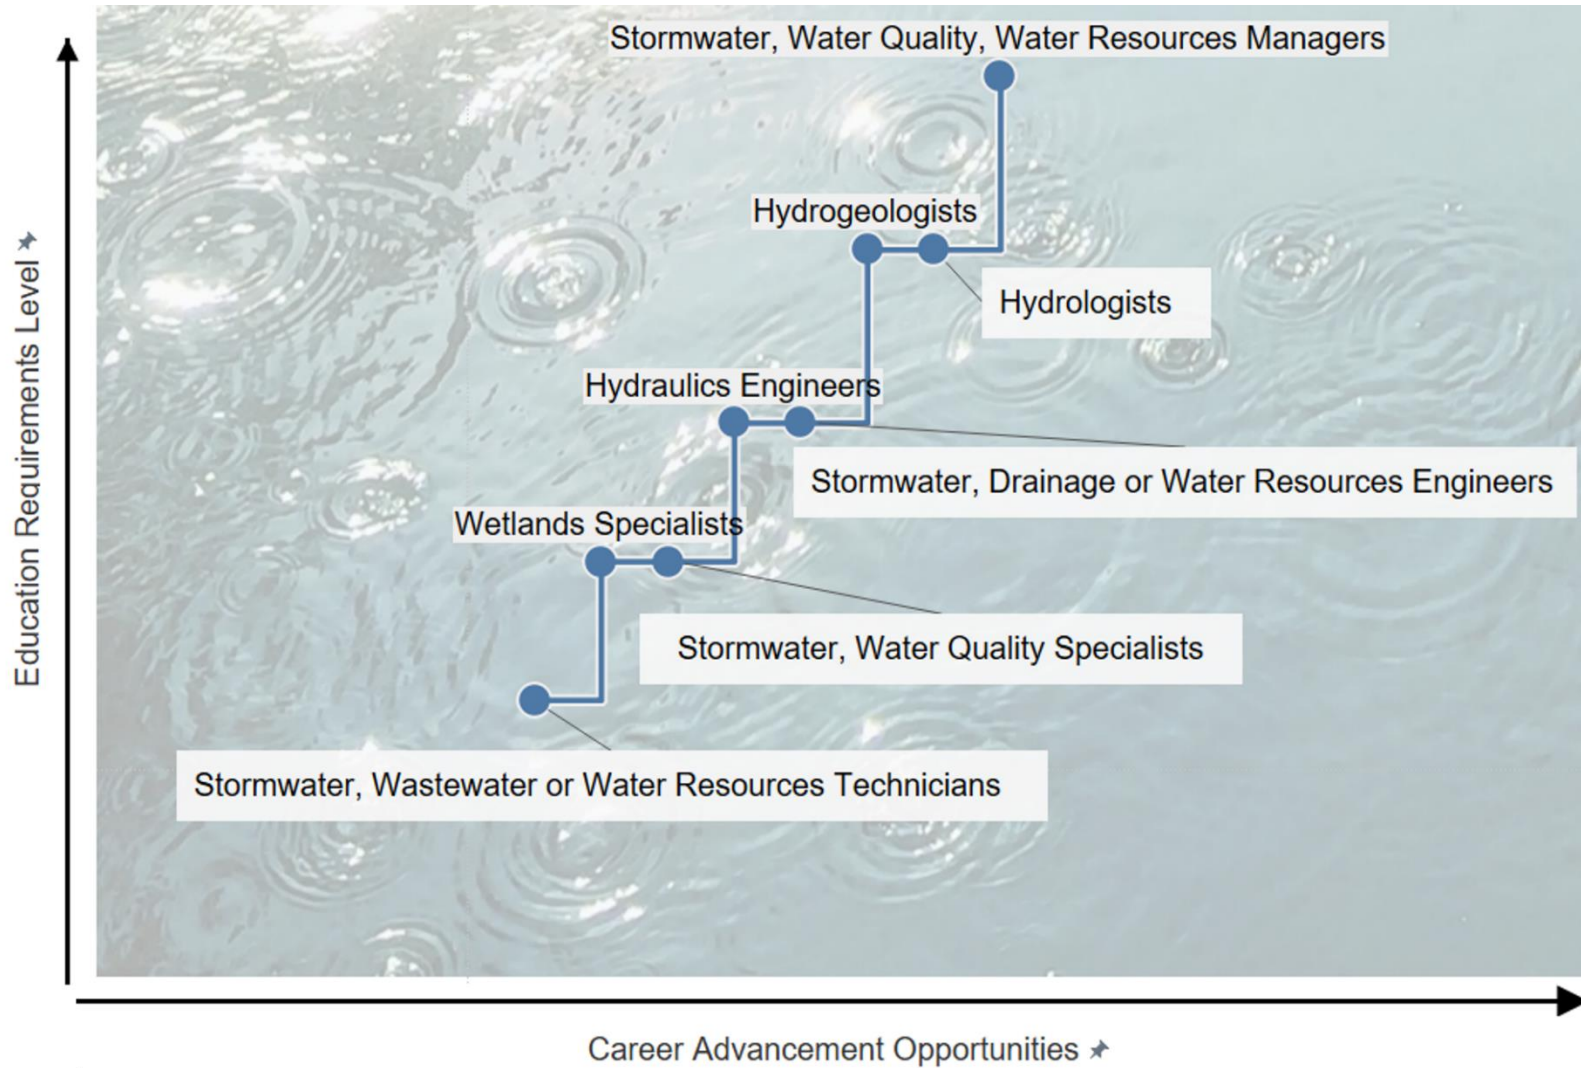 Stormwater, Water Quality, Water Resources Managers
Hydrogeologists
Hydrologists
Hydraulics Engineers
Stormwater, Drainage or Water Resources Engineers
Wetlands Specialists
Stormwater, Water Quality Specialists
Stormwater, Wastewater or Water Resources Technicians
Education Requirements Level
Career Advancement Opportunities